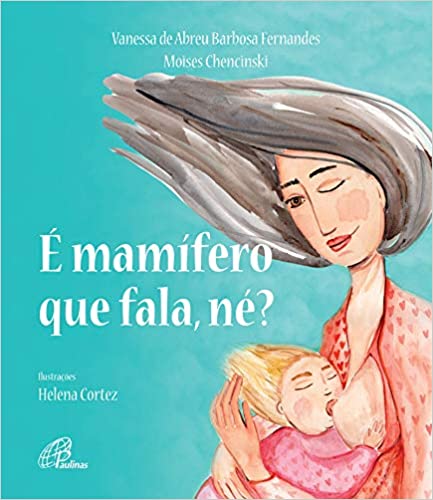 Vanessa de Abreu Barbosa Fernandes
Moises Chencinski
É mamífero
que fala, né?
Ilustrações
Helena Cortez
Paulinas